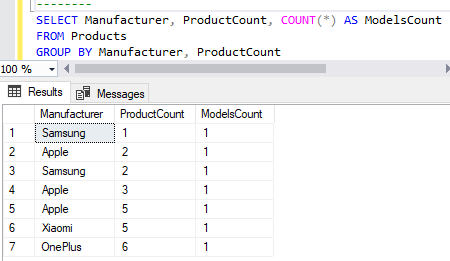 --------
SELECT Manufacturer, ProductCount, COUNT(*) AS ModelsCount
FROM Products
GROUP BY Manufacturer, ProductCount
100 %
Results Messages
Manufacturer ProductCount ModelsCount
1 Samsung 1 1
2 Apple 2 1
3 Samsung 2 1
4 Apple 3 1
5 Apple 5 1
6 Xiaomi 5 1
7 OnePlus 6 1